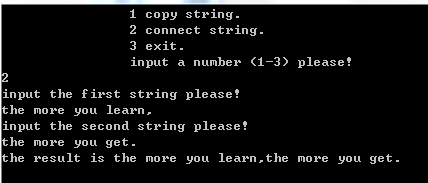 1 copy string.
2 connect string.
3 exit.
input a number (1-3) please!
2
input the first string please!
the more you learn,
input the second string please!
the more you get.
the result is the more you learn,the more you get.